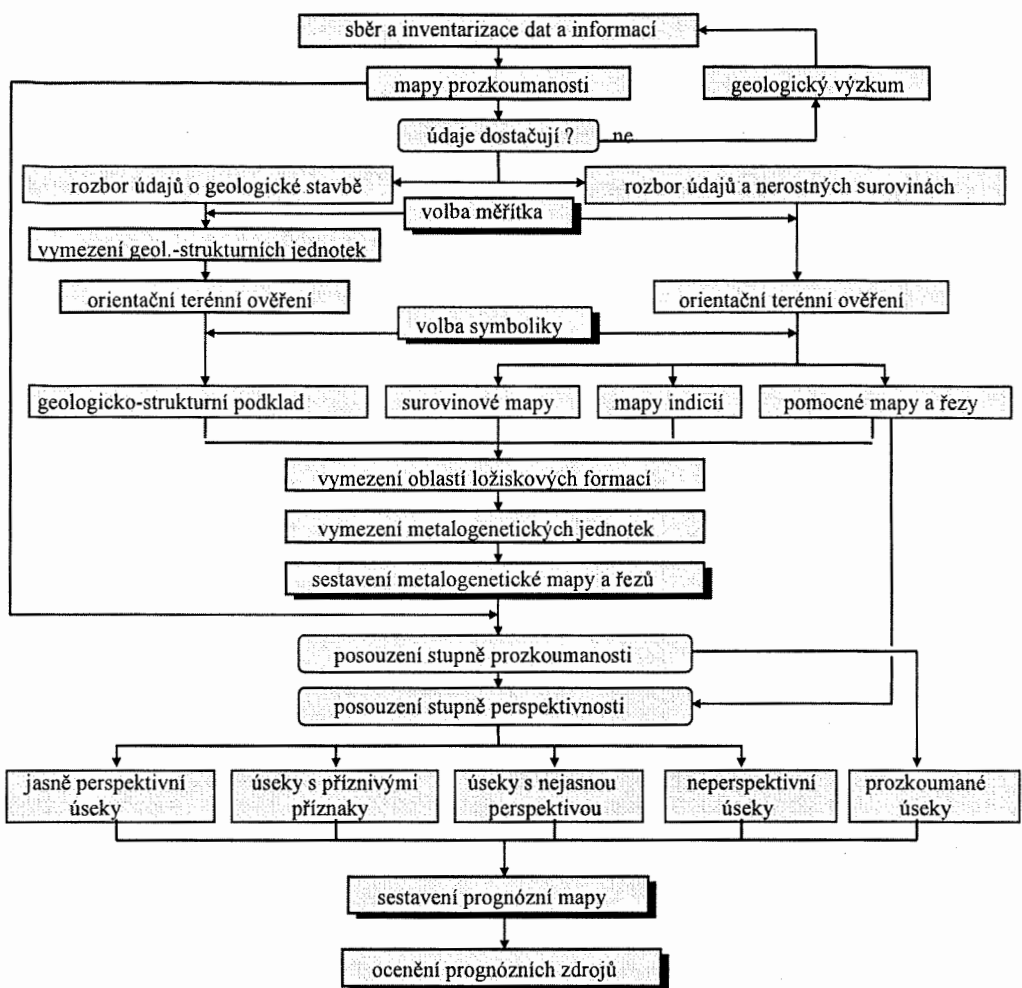 sběr a inventarizace dat a informací
mapy prozkoumanosti
geologický výzkum
údaje dostačují ?
ne
rozbor údajů o geologické stavbě
rozbor údajů a nerostných surovinách
volba měřítka
vymezení geol.-strukturních jednotek
orientační terénní ověření
orientační terénní ověření
volba symboliky
geologicko-strukturní podklad
surovinové mapy
mapy indicií
pomocné mapy a řezy
vymezení oblastí ložiskových formací
vymezení metalogenetických jednotek
sestavení metalogenetické mapy a řezů
posouzení stupně prozkoumanosti
posouzení stupně perspektivnosti
jasně perspektivní
úseky
úseky s příznivými
příznaky
úseky s nejasnou
perspektivou
neperspektivní
úseky
prozkoumané
úseky
sestavení prognózní mapy
ocenění prognózních zdrojů